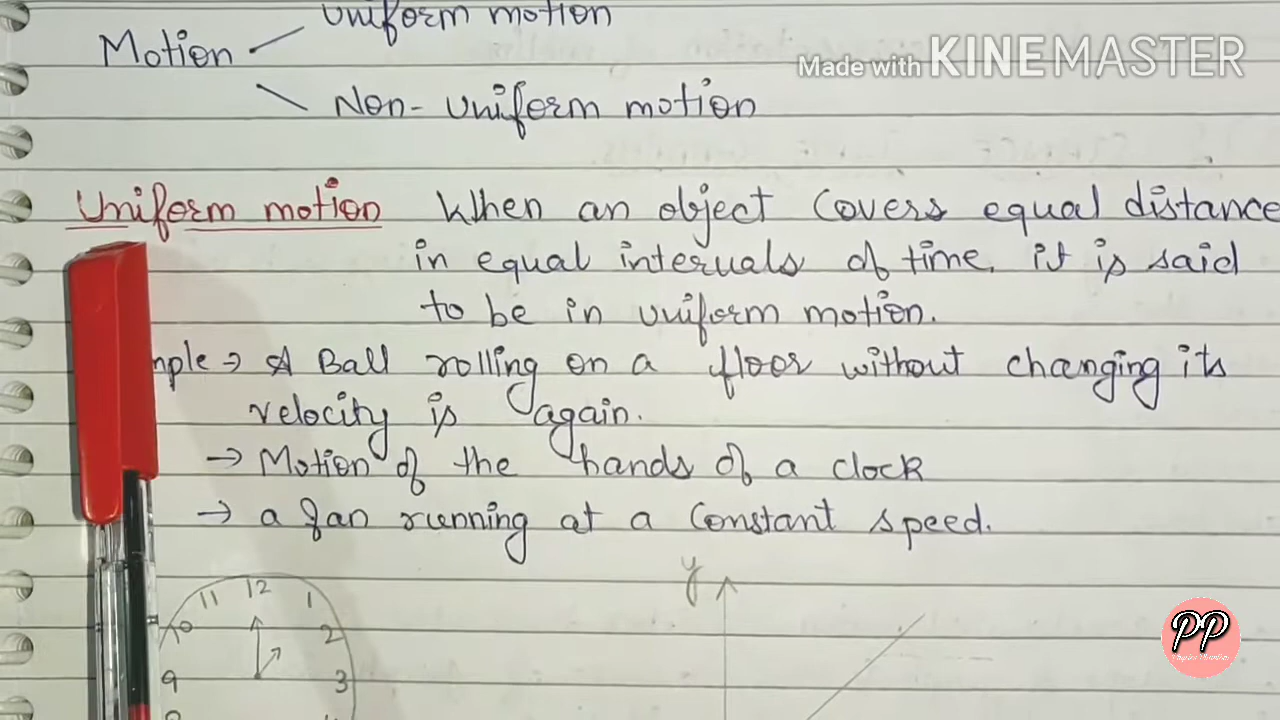 uniform motion
Motion
Made with KINEMASTER
Non- uniform motion
Uniform motion When an object covers equal distance
in equal intervals of time, it is said
to be in uniform motion.
mple → A Ball rolling on a floor without changing its
velocity is again.
→ Motion of the hands of a clock
→ a fan running at a constant speed.
y
11 12 1
10 2
9 3
PP